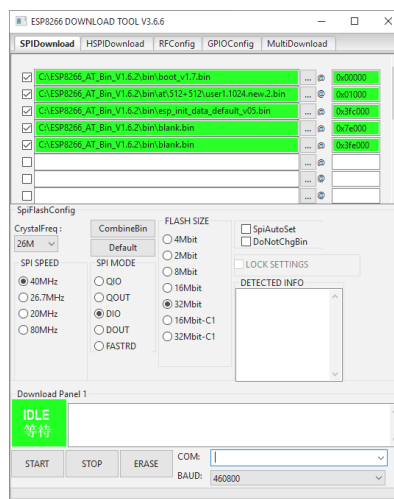 ESP8266 DOWNLOAD TOOL V3.6.6
SPIDownload HSPIDownload RFConfig GPIOConfig MultiDownload
C:\ESP8266_AT_Bin_V1.6.2\bin\boot_v1.7.bin ... @ 0x00000
C:\ESP8266_AT_Bin_V1.6.2\bin\at\512+512\user1.1024.new.2.bin ... @ 0x01000
C:\ESP8266_AT_Bin_V1.6.2\bin\esp_init_data_default_v05.bin ... @ 0x3fc000
C:\ESP8266_AT_Bin_V1.6.2\bin\blank.bin ... @ 0x7e000
C:\ESP8266_AT_Bin_V1.6.2\bin\blank.bin ... @ 0x3fe000
... @
... @
... @
SpiFlashConfig
CrystalFreq :
26M
CombineBin
Default
SPI SPEED
40MHz
26.7MHz
20MHz
80MHz
SPI MODE
QIO
QOUT
DIO
DOUT
FASTRD
FLASH SIZE
4Mbit
2Mbit
8Mbit
16Mbit
32Mbit
16Mbit-C1
32Mbit-C1
SpiAutoSet
DoNotChgBin
LOCK SETTINGS
DETECTED INFO
Download Panel 1
IDLE
等待
START STOP ERASE
COM:
BAUD: 460800